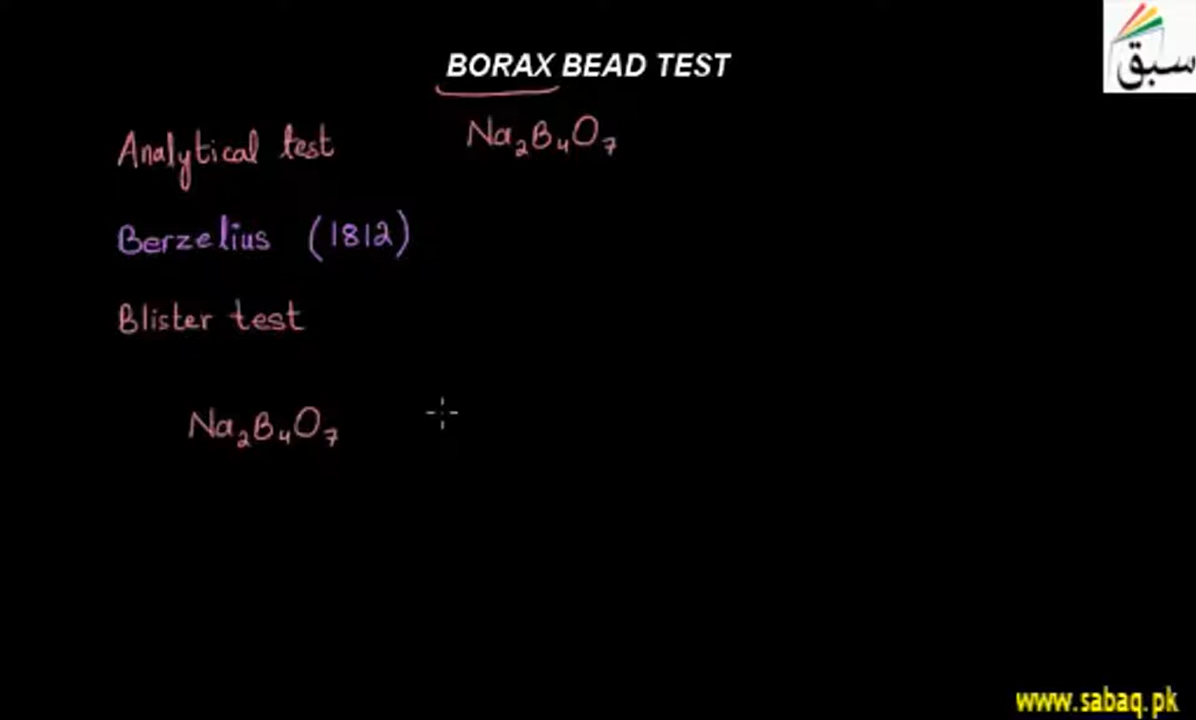 سبق
BORAX BEAD TEST
Analytical test Na₂B₄O₇
Berzelius (1812)
Blister test
Na₂B₄O₇
www.sabaq.pk